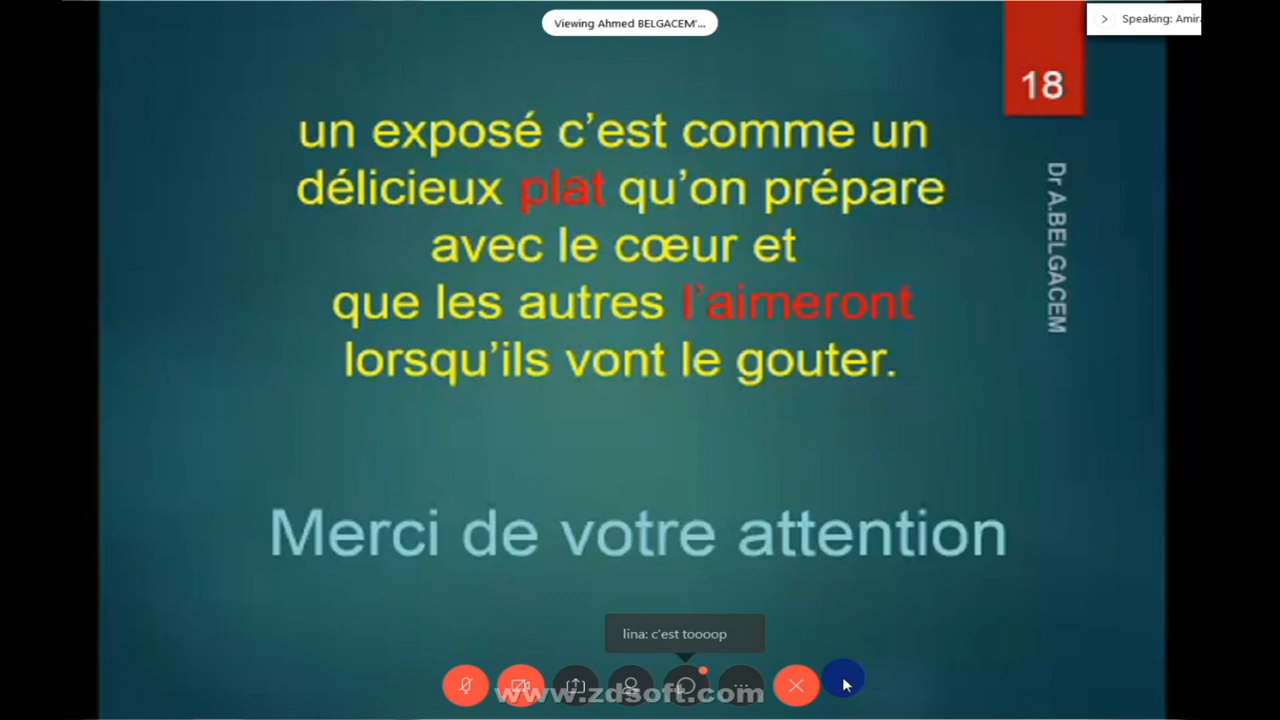 Viewing Ahmed BELGACEM'...
Speaking: Amir
18
un exposé c’est comme un
délicieux plat qu’on prépare
avec le cœur et
que les autres l’aimeront
lorsqu’ils vont le gouter.
Dr A.BELGACEM
Merci de votre attention
lina: c'est toooop
www.zdsoft.com